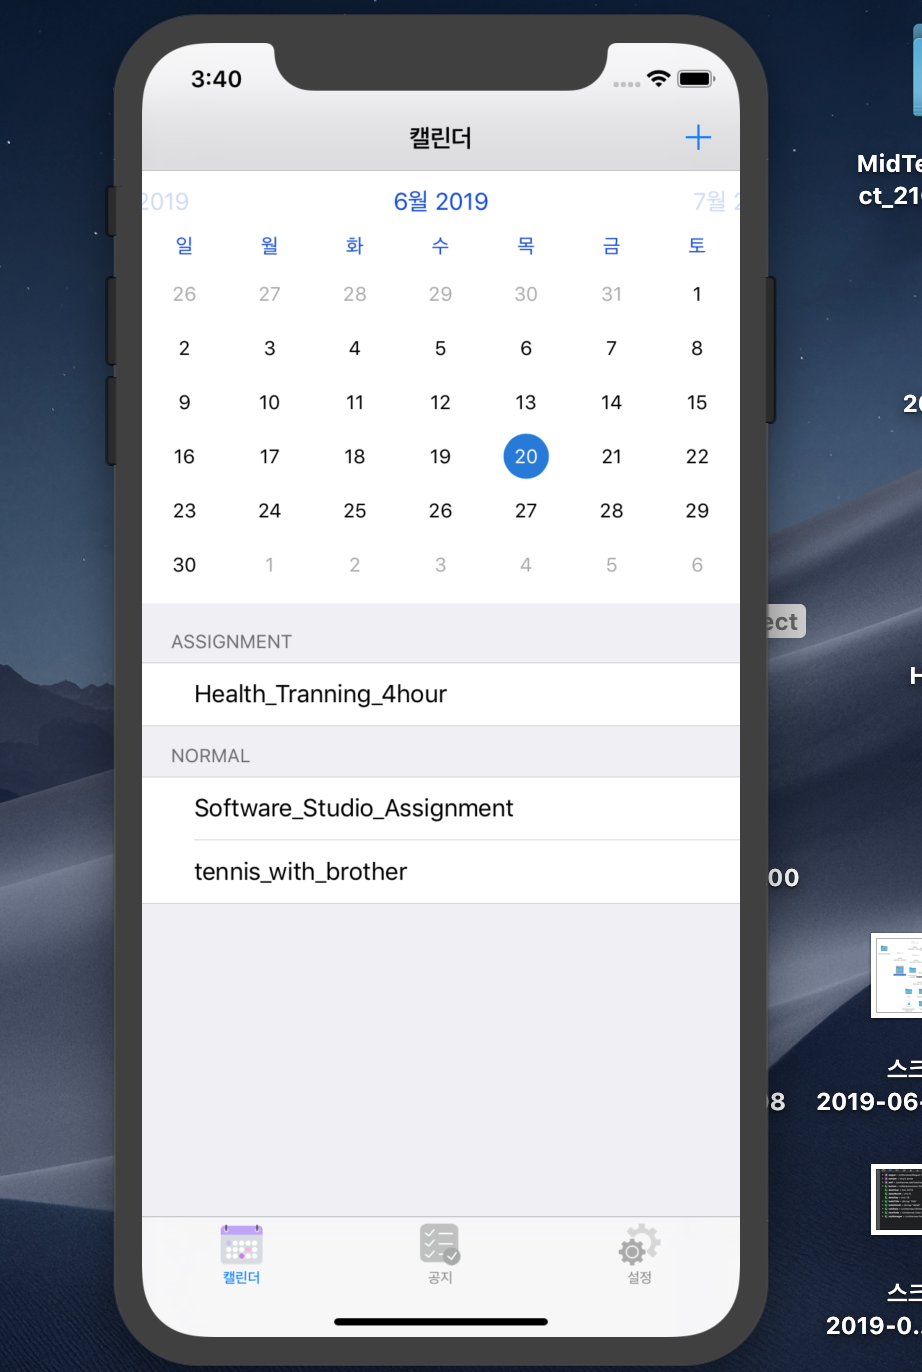 3:40
캘린더
2019 6월 2019 7월
일 월 화 수 목 금 토
26 27 28 29 30 31 1
2 3 4 5 6 7 8
9 10 11 12 13 14 15
16 17 18 19 20 21 22
23 24 25 26 27 28 29
30 1 2 3 4 5 6
ASSIGNMENT
Health_Tranning_4hour
NORMAL
Software_Studio_Assignment
tennis_with_brother
캘린더 공지 설정
MidTe
ct_21
20
ect
H
00
스크
8 2019-06-
스크
2019-0..